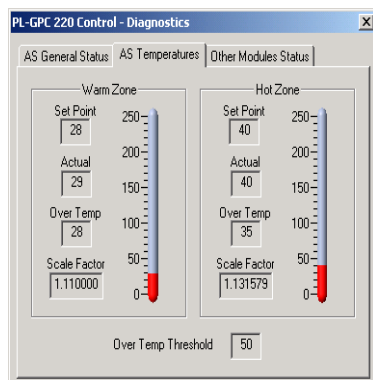 PL-GPC 220 Control - Diagnostics
AS General Status
AS Temperatures
Other Modules Status
Warm Zone
Set Point
28
Actual
29
Over Temp
28
Scale Factor
1.110000
250
200
150
100
50
0
Hot Zone
Set Point
40
Actual
40
Over Temp
35
Scale Factor
1.131579
250
200
150
100
50
0
Over Temp Threshold 50